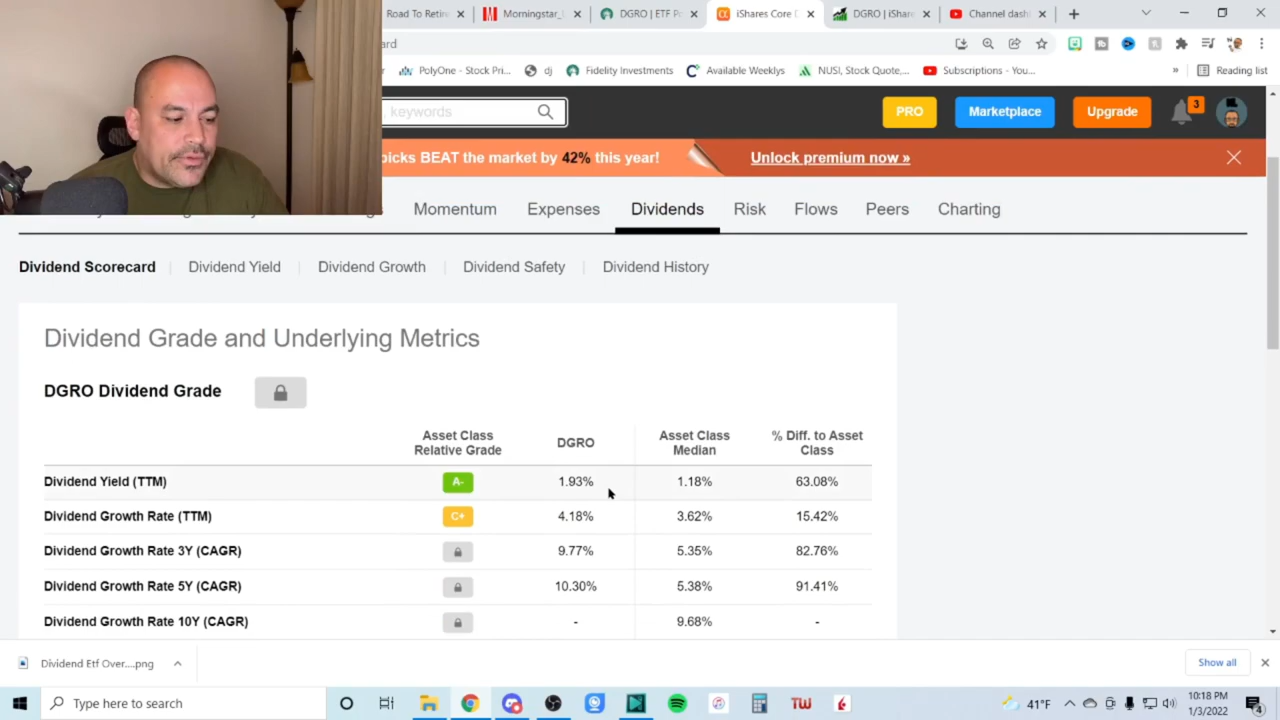 Road To Retire
Morningstar_
DGRO | ETF Po
iShares Core
DGRO | iShare
Channel dash
ard
PolyOne - Stock Pri...
dj
Fidelity Investments
Available Weeklys
NUSI, Stock Quote,...
Subscriptions - You...
»
Reading list
keywords
PRO
Marketplace
Upgrade
3
picks BEAT the market by 42% this year!
Unlock premium now »
Momentum
Expenses
Dividends
Risk
Flows
Peers
Charting
Dividend Scorecard
Dividend Yield
Dividend Growth
Dividend Safety
Dividend History
Dividend Grade and Underlying Metrics
DGRO Dividend Grade
Asset Class
Relative Grade
DGRO
Asset Class
Median
% Diff. to Asset
Class
Dividend Yield (TTM) A- 1.93% 1.18% 63.08%
Dividend Growth Rate (TTM) C+ 4.18% 3.62% 15.42%
Dividend Growth Rate 3Y (CAGR) 9.77% 5.35% 82.76%
Dividend Growth Rate 5Y (CAGR) 10.30% 5.38% 91.41%
Dividend Growth Rate 10Y (CAGR) - 9.68% -
Dividend Etf Over....png
Show all
Type here to search
TW
41°F
10:18 PM
1/3/2022
4